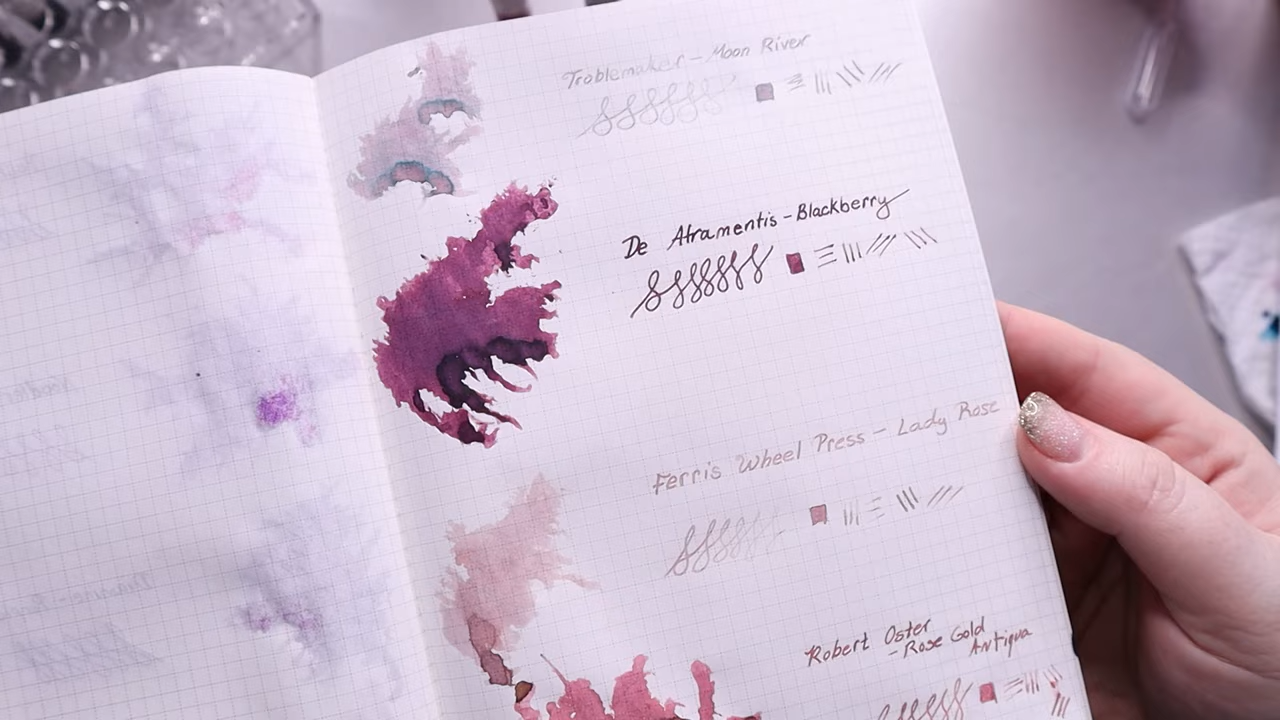 Troblemaker - Moon River
De Atramentis - Blackberry
Ferris Wheel Press - Lady Rose
Robert Oster
- Rose Gold
Antiqua